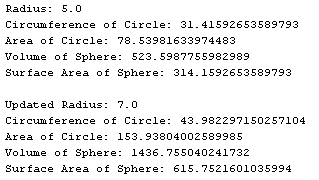 Radius: 5.0
Circumference of Circle: 31.41592653589793
Area of Circle: 78.53981633974483
Volume of Sphere: 523.5987755982989
Surface Area of Sphere: 314.1592653589793

Updated Radius: 7.0
Circumference of Circle: 43.982297150257104
Area of Circle: 153.93804002589985
Volume of Sphere: 1436.755040241732
Surface Area of Sphere: 615.7521601035994